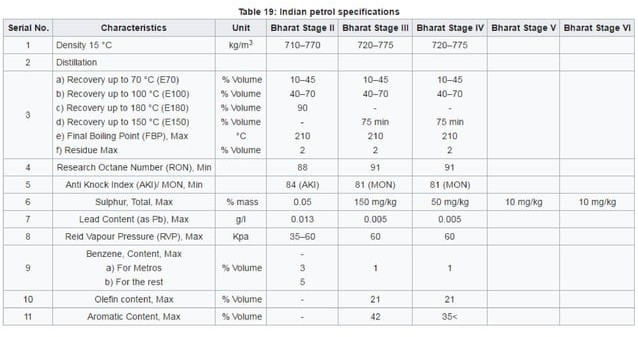 Table 19: Indian petrol specifications
Serial No. Characteristics Unit Bharat Stage II Bharat Stage III Bharat Stage IV Bharat Stage V Bharat Stage VI
1 Density 15 °C kg/m³ 710–770 720–775 720–775
2 Distillation
3
a) Recovery up to 70 °C (E70) % Volume 10–45 10–45 10–45
b) Recovery up to 100 °C (E100) % Volume 40–70 40–70 40–70
c) Recovery up to 180 °C (E180) % Volume 90 - -
d) Recovery up to 150 °C (E150) % Volume - 75 min 75 min
e) Final Boiling Point (FBP), Max °C 210 210 210
f) Residue Max % Volume 2 2 2
4 Research Octane Number (RON), Min 88 91 91
5 Anti Knock Index (AKI)/ MON, Min 84 (AKI) 81 (MON) 81 (MON)
6 Sulphur, Total, Max % mass 0.05 150 mg/kg 50 mg/kg 10 mg/kg 10 mg/kg
7 Lead Content (as Pb), Max g/l 0.013 0.005 0.005
8 Reid Vapour Pressure (RVP), Max Kpa 35–60 60 60
Benzene, Content, Max -
9 a) For Metros % Volume 3 1 1
b) For the rest 5
10 Olefin content, Max % Volume - 21 21
11 Aromatic Content, Max % Volume - 42 35<